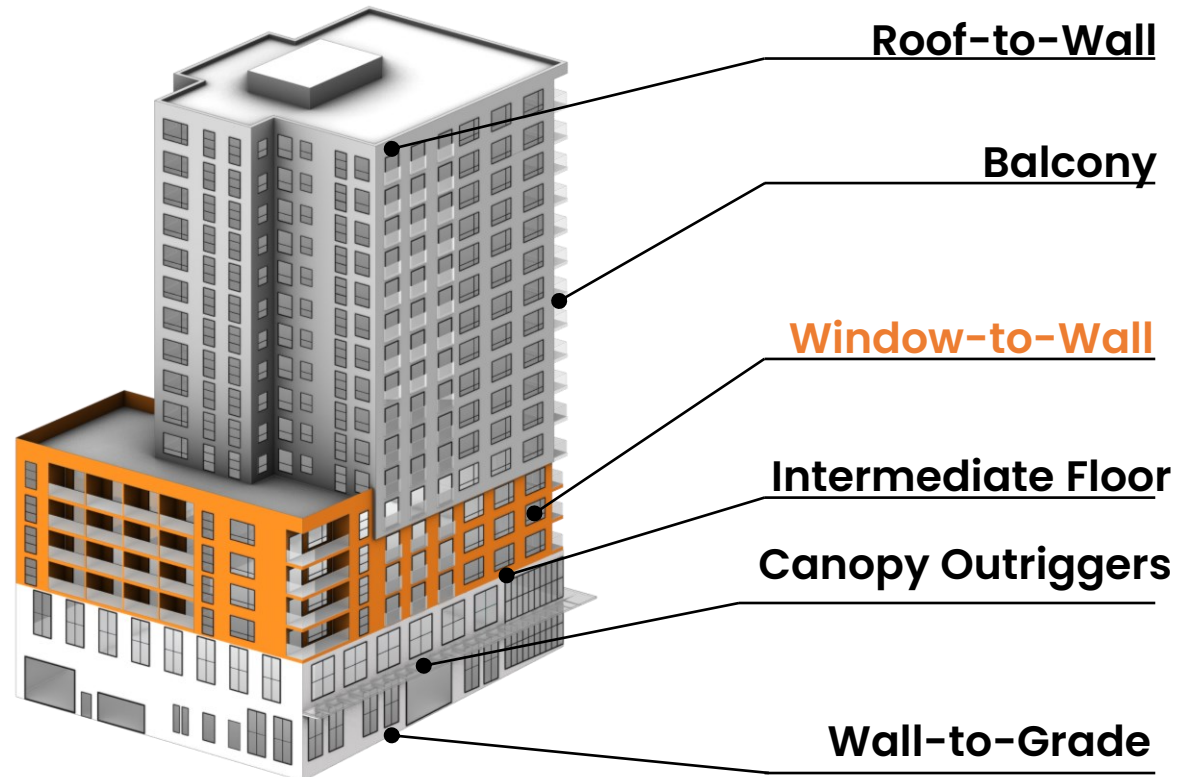 Roof-to-Wall
Balcony
Window-to-Wall
Intermediate Floor
Canopy Outriggers
Wall-to-Grade